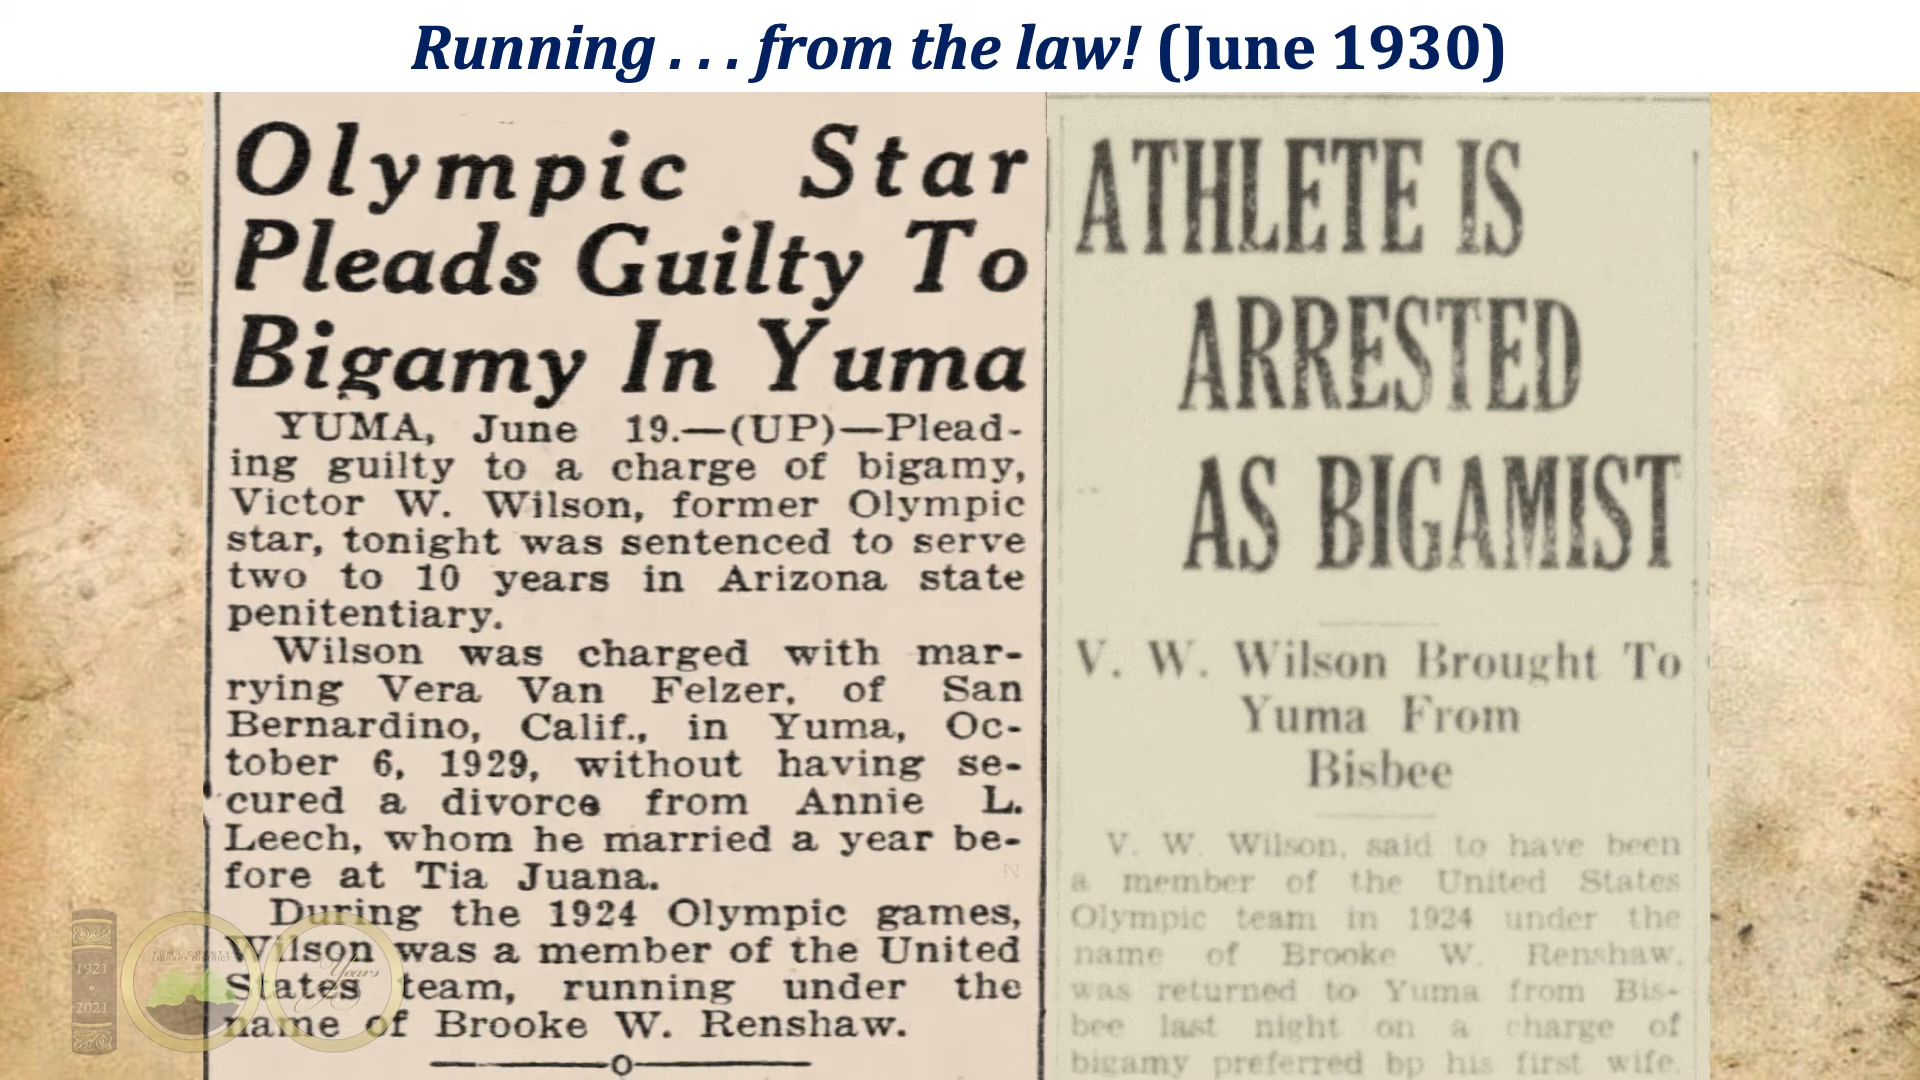 Running . . . from the law! (June 1930)
Olympic Star
Pleads Guilty To
Bigamy In Yuma
YUMA, June 19.—(UP)—Plead-
ing guilty to a charge of bigamy,
Victor W. Wilson, former Olympic
star, tonight was sentenced to serve
two to 10 years in Arizona state
penitentiary.
Wilson was charged with mar-
rying Vera Van Felzer, of San
Bernardino, Calif., in Yuma, Oc-
tober 6, 1929, without having se-
cured a divorce from Annie L.
Leech, whom he married a year be-
fore at Tia Juana.
During the 1924 Olympic games,
Wilson was a member of the United
States team, running under the
name of Brooke W. Renshaw.
ATHLETE IS
ARRESTED
AS BIGAMIST
V. W. Wilson Brought To
Yuma From
Bisbee
V. W. Wilson, said to have been
a member of the United States
Olympic team in 1924 under the
name of Brooke W. Renshaw,
was returned to Yuma from Bis-
bee last night on a charge of
bigamy preferred bp his first wife.
1921
2021
YUMA COUNTY
LIBRARY DISTRICT
Years